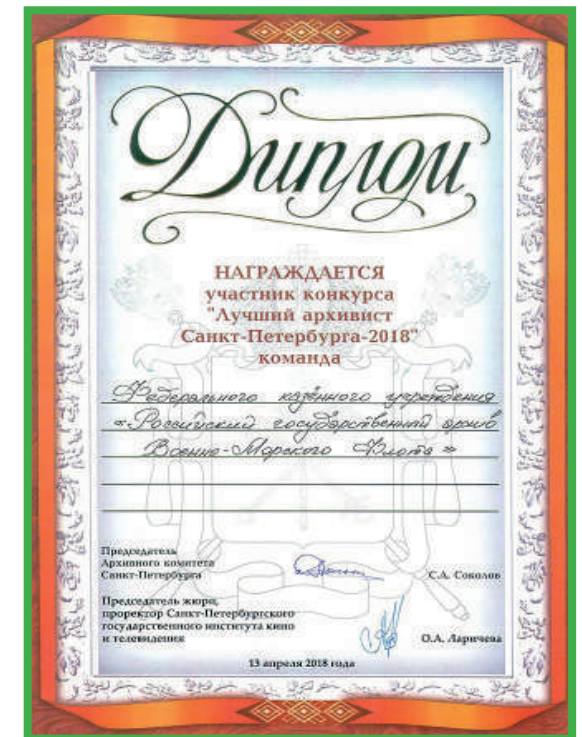 Диплом
НАГРАЖДАЕТСЯ
участник конкурса
"Лучший архивист
Санкт-Петербурга-2018"
команда
Федерального казённого учреждения
«Российский государственный архив
Военно-Морского Флота»
Председатель
Архивного комитета
Санкт-Петербурга
С.А. Соколов
Председатель жюри,
проректор Санкт-Петербургского
государственного института кино
и телевидения
О.А. Ларичева
13 апреля 2018 года